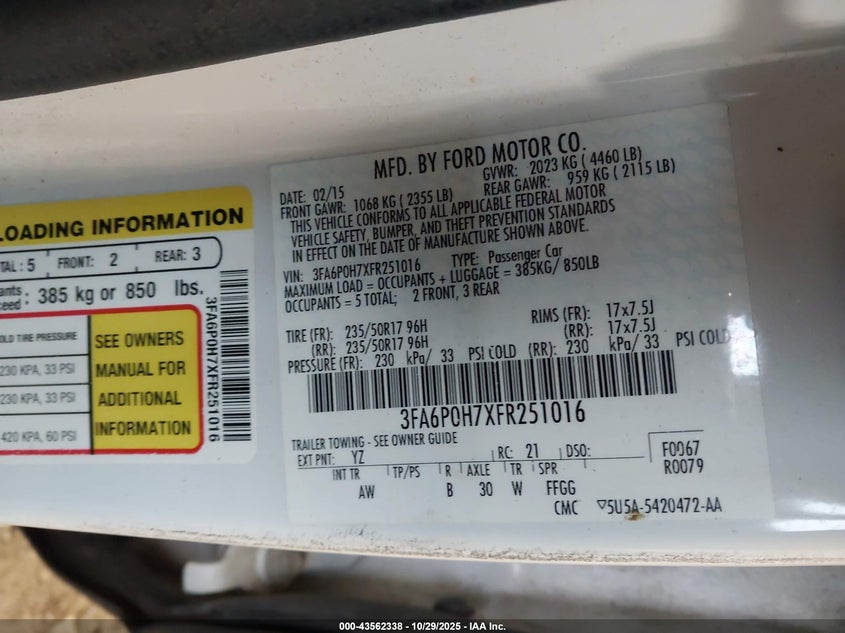 LOADING INFORMATION
TAL : 5 FRONT: 2 REAR: 3
385 kg or 850 lbs.
OLD TIRE PRESSURE
230 KPA, 33 PSI
230 KPA, 33 PSI
420 KPA, 60 PSI
SEE OWNERS
MANUAL FOR
ADDITIONAL
INFORMATION
3FA6P0H7XFR251016
MFD. BY FORD MOTOR CO.
DATE: 02/15 GVWR: 2023 KG ( 4460 LB)
FRONT GAWR: 1068 KG ( 2355 LB) REAR GAWR: 959 KG ( 2115 LB)
THIS VEHICLE CONFORMS TO ALL APPLICABLE FEDERAL MOTOR
VEHICLE SAFETY, BUMPER, AND THEFT PREVENTION STANDARDS
IN EFFECT ON THE DATE OF MANUFACTURE SHOWN ABOVE.
VIN: 3FA6P0H7XFR251016 TYPE: Passenger Car
MAXIMUM LOAD = OCCUPANTS + LUGGAGE = 385KG/ 850LB
OCCUPANTS = 5 TOTAL; 2 FRONT, 3 REAR
TIRE (FR): 235/50R17 96H RIMS (FR): 17x7.5J
(RR): 235/50R17 96H (RR): 17x7.5J
PRESSURE (FR): 230 kPa/ 33 PSI COLD (RR): 230 kPa/ 33 PSI COLD
3FA6P0H7XFR251016
TRAILER TOWING - SEE OWNER GUIDE
EXT PNT: YZ RC: 21 DSO: F0067
R0079
INT TR TP/PS R AXLE TR SPR
AW B 30 W FFGG
CMC ▽5U5A-5420472-AA
000-43562338 | 10/29/2025 - IAA Inc.